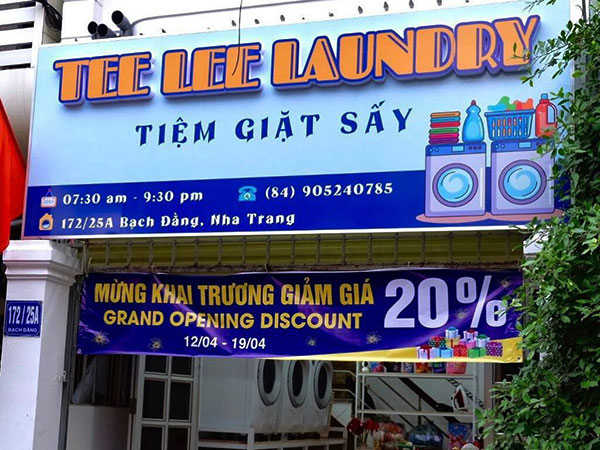 TEE LEE LAUNDRY
TIỆM GIẶT SẤY
07:30 am - 9:30 pm
(84) 905240785
172/25A Bạch Đằng, Nha Trang
MỪNG KHAI TRƯƠNG GIẢM GIÁ
20%
GRAND OPENING DISCOUNT
12/04 - 19/04
172 / 25A
BẠCH ĐẰNG